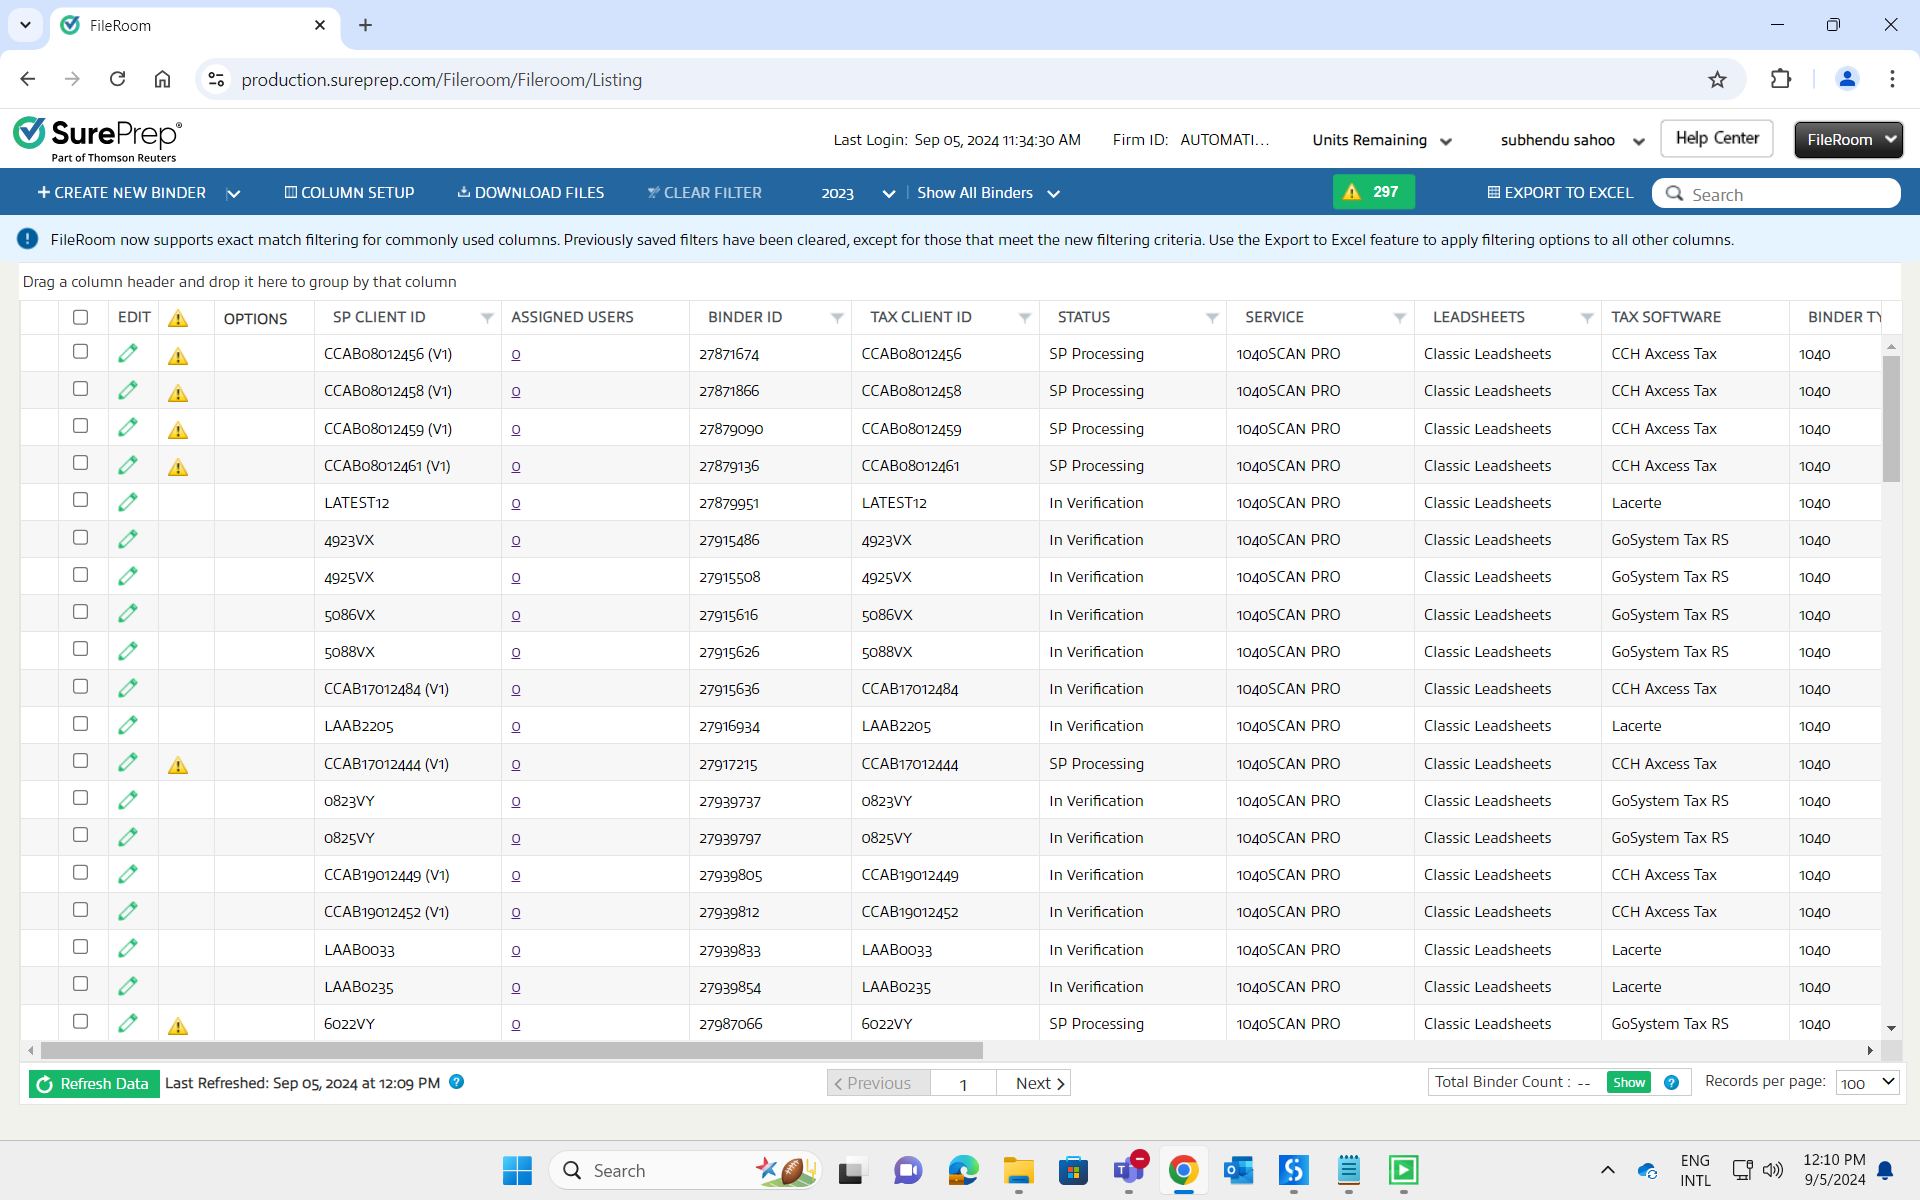 FileRoom
production.sureprep.com/Fileroom/Fileroom/Listing
SurePrep®
Part of Thomson Reuters
Last Login: Sep 05, 2024 11:34:30 AM Firm ID: AUTOMATI... Units Remaining subhendu sahoo Help Center FileRoom
+ CREATE NEW BINDER COLUMN SETUP DOWNLOAD FILES CLEAR FILTER 2023 Show All Binders 297 EXPORT TO EXCEL Search
FileRoom now supports exact match filtering for commonly used columns. Previously saved filters have been cleared, except for those that meet the new filtering criteria. Use the Export to Excel feature to apply filtering options to all other columns.
Drag a column header and drop it here to group by that column
EDIT OPTIONS SP CLIENT ID ASSIGNED USERS BINDER ID TAX CLIENT ID STATUS SERVICE LEADSHEETS TAX SOFTWARE BINDER TY
CCAB08012456 (V1) 0 27871674 CCAB08012456 SP Processing 1040SCAN PRO Classic Leadsheets CCH Axcess Tax 1040
CCAB08012458 (V1) 0 27871866 CCAB08012458 SP Processing 1040SCAN PRO Classic Leadsheets CCH Axcess Tax 1040
CCAB08012459 (V1) 0 27879090 CCAB08012459 SP Processing 1040SCAN PRO Classic Leadsheets CCH Axcess Tax 1040
CCAB08012461 (V1) 0 27879136 CCAB08012461 SP Processing 1040SCAN PRO Classic Leadsheets CCH Axcess Tax 1040
LATEST12 0 27879951 LATEST12 In Verification 1040SCAN PRO Classic Leadsheets Lacerte 1040
4923VX 0 27915486 4923VX In Verification 1040SCAN PRO Classic Leadsheets GoSystem Tax RS 1040
4925VX 0 27915508 4925VX In Verification 1040SCAN PRO Classic Leadsheets GoSystem Tax RS 1040
5086VX 0 27915616 5086VX In Verification 1040SCAN PRO Classic Leadsheets GoSystem Tax RS 1040
5088VX 0 27915626 5088VX In Verification 1040SCAN PRO Classic Leadsheets GoSystem Tax RS 1040
CCAB17012484 (V1) 0 27915636 CCAB17012484 In Verification 1040SCAN PRO Classic Leadsheets CCH Axcess Tax 1040
LAAB2205 0 27916934 LAAB2205 In Verification 1040SCAN PRO Classic Leadsheets Lacerte 1040
CCAB17012444 (V1) 0 27917215 CCAB17012444 SP Processing 1040SCAN PRO Classic Leadsheets CCH Axcess Tax 1040
0823VY 0 27939737 0823VY In Verification 1040SCAN PRO Classic Leadsheets GoSystem Tax RS 1040
0825VY 0 27939797 0825VY In Verification 1040SCAN PRO Classic Leadsheets GoSystem Tax RS 1040
CCAB19012449 (V1) 0 27939805 CCAB19012449 In Verification 1040SCAN PRO Classic Leadsheets CCH Axcess Tax 1040
CCAB19012452 (V1) 0 27939812 CCAB19012452 In Verification 1040SCAN PRO Classic Leadsheets CCH Axcess Tax 1040
LAAB0033 0 27939833 LAAB0033 In Verification 1040SCAN PRO Classic Leadsheets Lacerte 1040
LAAB0235 0 27939854 LAAB0235 In Verification 1040SCAN PRO Classic Leadsheets Lacerte 1040
6022VY 0 27987066 6022VY SP Processing 1040SCAN PRO Classic Leadsheets GoSystem Tax RS 1040
Refresh Data Last Refreshed: Sep 05, 2024 at 12:09 PM ? < Previous 1 Next > Total Binder Count : -- Show ? Records per page: 100
Search ENG INTL 12:10 PM
9/5/2024